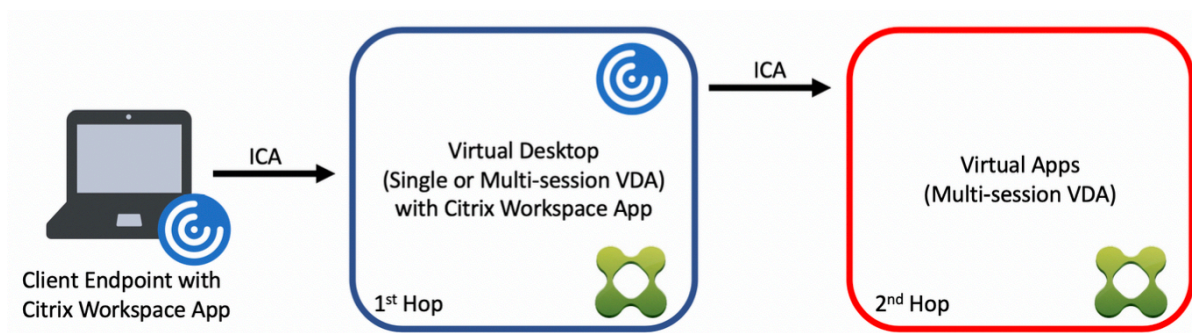 ICA
Client Endpoint with
Citrix Workspace App
Virtual Desktop
(Single or Multi-session VDA)
with Citrix Workspace App
1st Hop
ICA
Virtual Apps
(Multi-session VDA)
2nd Hop